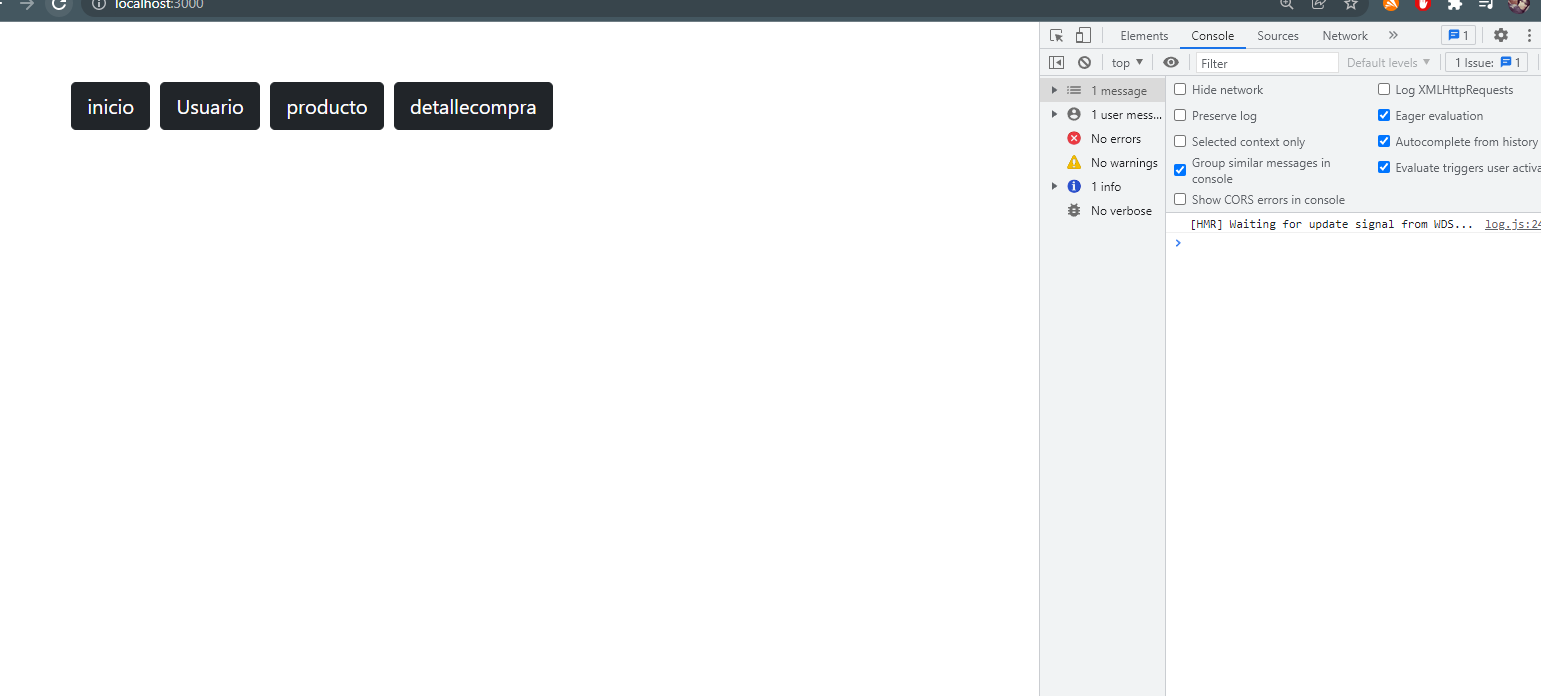 localhost:3000
inicio
Usuario
producto
detallecompra
Elements
Console
Sources
Network
1
top
Filter
Default levels
1 Issue:
1
1 message
1 user mess...
No errors
No warnings
1 info
No verbose
Hide network
Preserve log
Selected context only
Group similar messages in
console
Show CORS errors in console
Log XMLHttpRequests
Eager evaluation
Autocomplete from history
Evaluate triggers user activa
[HMR] Waiting for update signal from WDS...
log.js:24